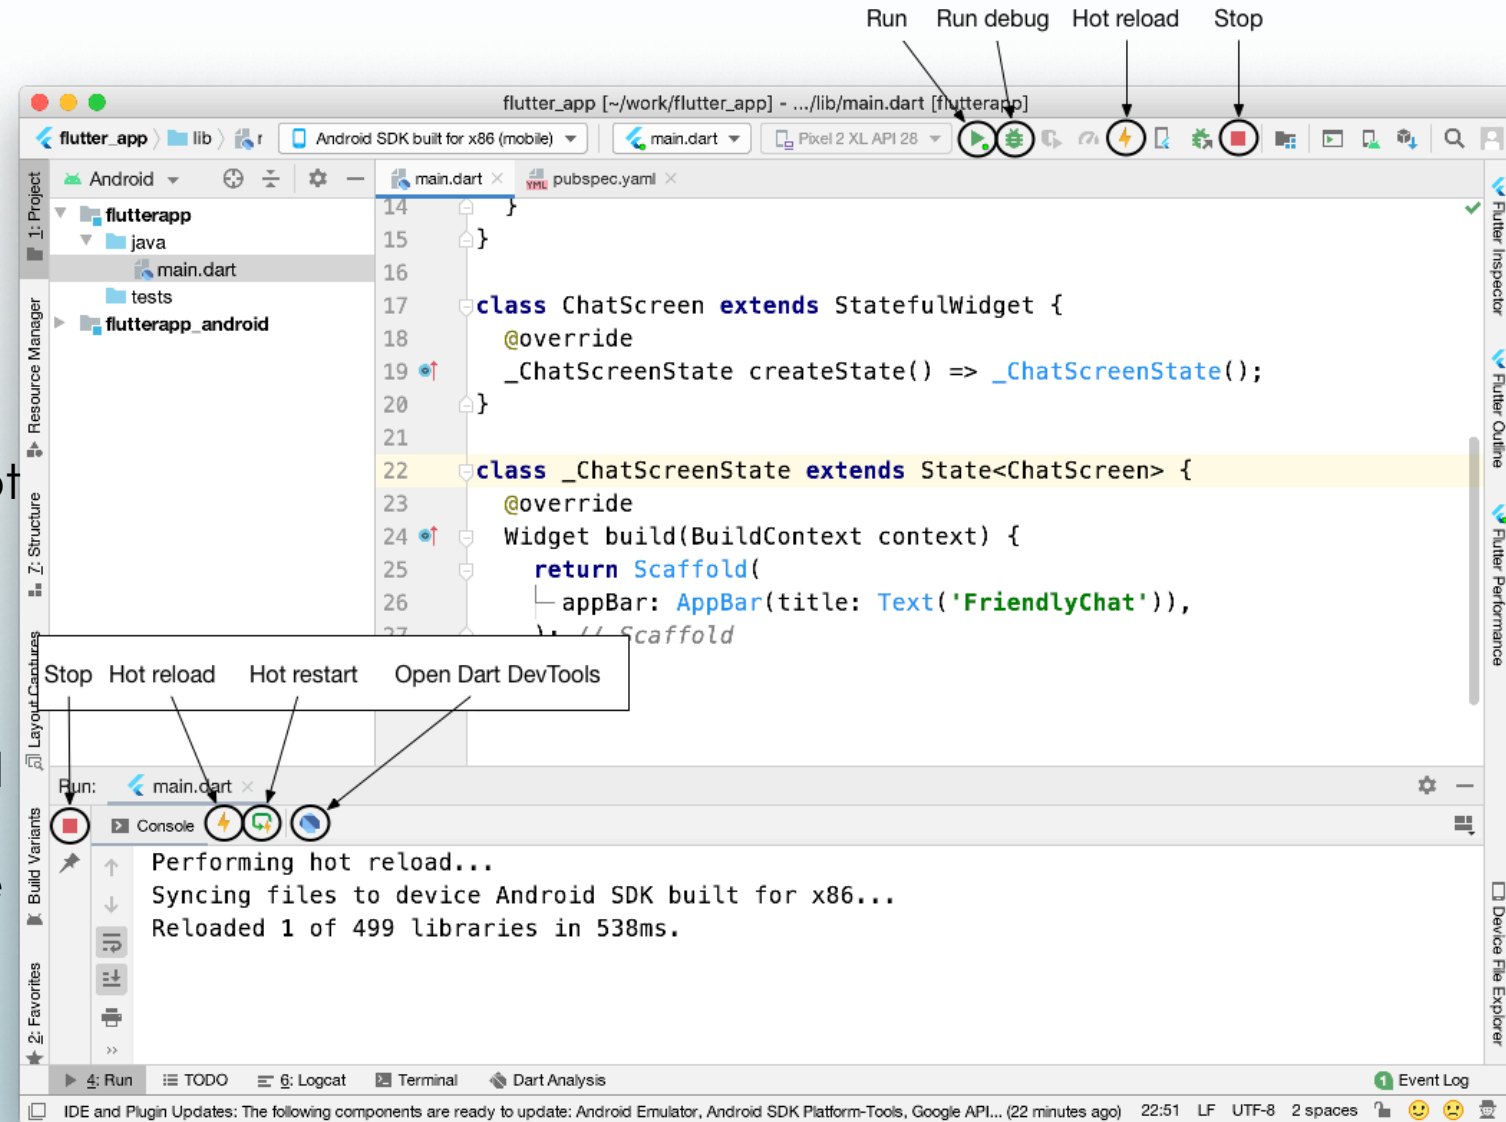 Run Run debug Hot reload Stop
flutter_app [~/work/flutter_app] - .../lib/main.dart [flutterapp]
flutter_app lib Android SDK built for x86 (mobile) main.dart Pixel 2 XL API 28
Android main.dart pubspec.yaml
1: Project
Resource Manager
7: Structure
Layout Captures
Build Variants
2: Favorites
flutterapp
java
main.dart
tests
flutterapp_android
14 }
15 }
16
17 class ChatScreen extends StatefulWidget {
18 @override
19 _ChatScreenState createState() => _ChatScreenState();
20 }
21
22 class _ChatScreenState extends State<ChatScreen> {
23 @override
24 Widget build(BuildContext context) {
25 return Scaffold(
26 appBar: AppBar(title: Text('FriendlyChat')),
27 ); // Scaffold
Flutter Inspector
Flutter Outline
Flutter Performance
Device File Explorer
Stop Hot reload Hot restart Open Dart DevTools
Run: main.dart
Console
Performing hot reload...
Syncing files to device Android SDK built for x86...
Reloaded 1 of 499 libraries in 538ms.
4: Run TODO 6: Logcat Terminal Dart Analysis 1 Event Log
IDE and Plugin Updates: The following components are ready to update: Android Emulator, Android SDK Platform-Tools, Google API... (22 minutes ago) 22:51 LF UTF-8 2 spaces